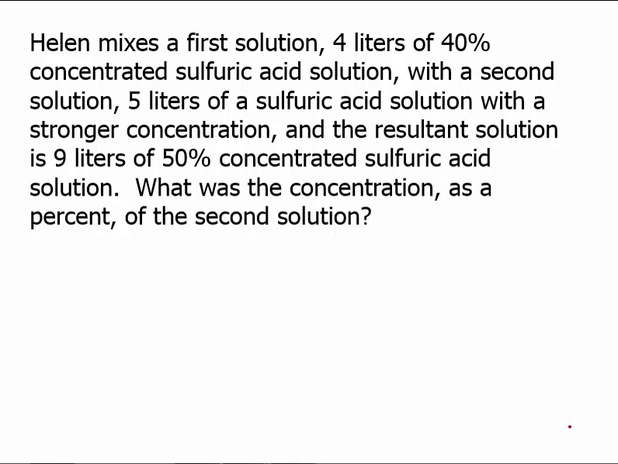 Helen mixes a first solution, 4 liters of 40%
concentrated sulfuric acid solution, with a second
solution, 5 liters of a sulfuric acid solution with a
stronger concentration, and the resultant solution
is 9 liters of 50% concentrated sulfuric acid
solution.  What was the concentration, as a
percent, of the second solution?